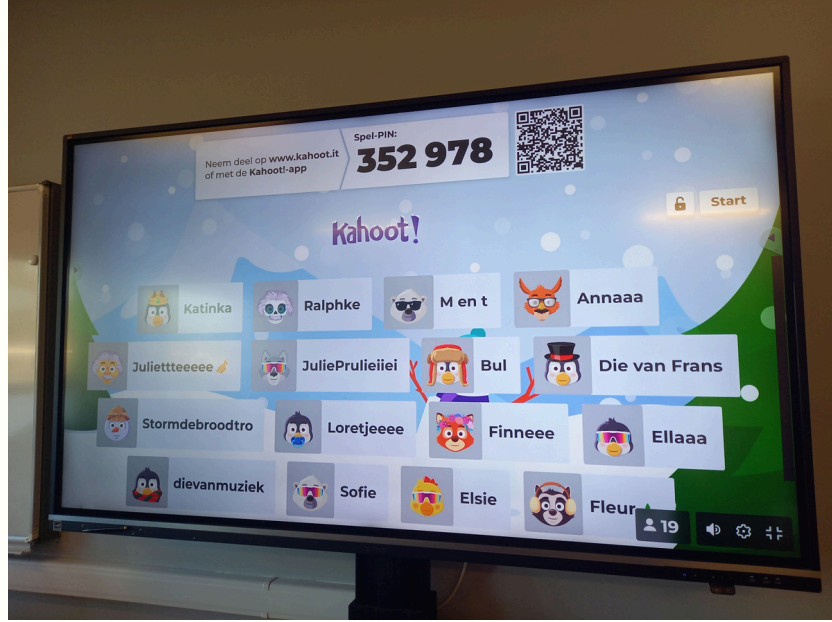 Neem deel op www.kahoot.it
of met de Kahoot!-app
Spel-PIN:
352 978
Start
Kahoot!
Katinka
Ralphke
M en t
Annaaa
Juliettteeeee
JuliePrulieiiei
Bul
Die van Frans
Stormdebroodtro
Loretjeeee
Finneee
Ellaaa
dievanmuziek
Sofie
Elsie
Fleur
19